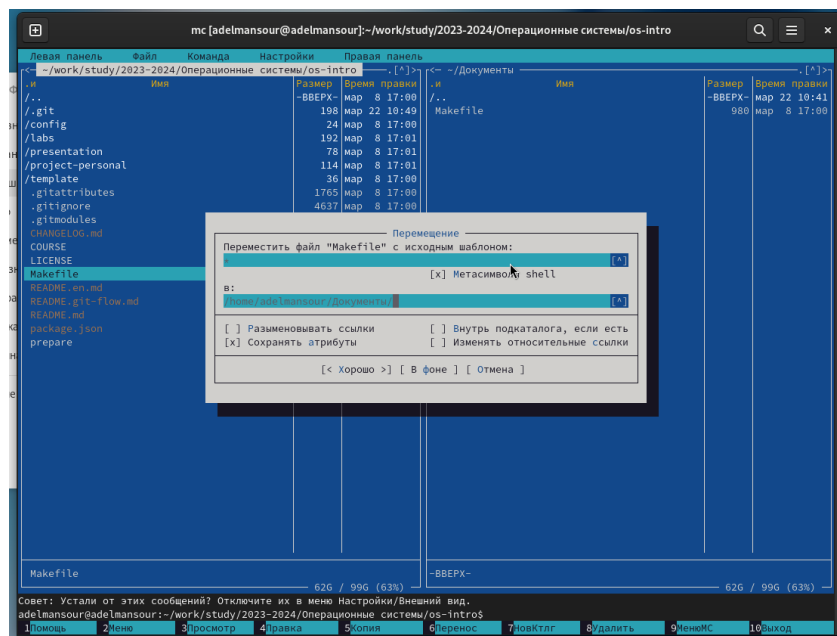 mc [adelmansour@adelmansour]:~/work/study/2023-2024/Операционные системы/os-intro
Левая панель Файл Команда Настройки Правая панель
<— ~/work/study/2023-2024/Операционные системы/os-intro .[^]>
.и Имя Размер Время правки
/.. -ВВЕРХ- мар 8 17:00
/.git 198 мар 22 10:49
/config 24 мар 8 17:00
/labs 192 мар 8 17:01
/presentation 78 мар 8 17:01
/project-personal 114 мар 8 17:01
/template 36 мар 8 17:00
.gitattributes 1765 мар 8 17:00
.gitignore 4637 мар 8 17:00
.gitmodules
CHANGELOG.md
COURSE
LICENSE
Makefile
README.en.md
README.git-flow.md
README.md
package.json
prepare
Makefile
62G / 99G (63%)
<— ~/Документы .[^]>
.и Имя Размер Время правки
/.. -ВВЕРХ- мар 22 10:41
Makefile 980 мар 8 17:00
-ВВЕРХ-
62G / 99G (63%)
Перемещение
Переместить файл "Makefile" с исходным шаблоном:
* [^]
[x] Метасимволы shell
в:
/home/adelmansour/Документы/ [^]
[ ] Разыменовывать ссылки [ ] Внутрь подкаталога, если есть
[x] Сохранять атрибуты [ ] Изменять относительные ссылки
[< Хорошо >] [ В фоне ] [ Отмена ]
Совет: Устали от этих сообщений? Отключите их в меню Настройки/Внешний вид.
adelmansour@adelmansour:~/work/study/2023-2024/Операционные системы/os-intro$
1Помощь 2Меню 3Просмотр 4Правка 5Копия 6Перенос 7НовКтлг 8Удалить 9МенюMC 10Выход